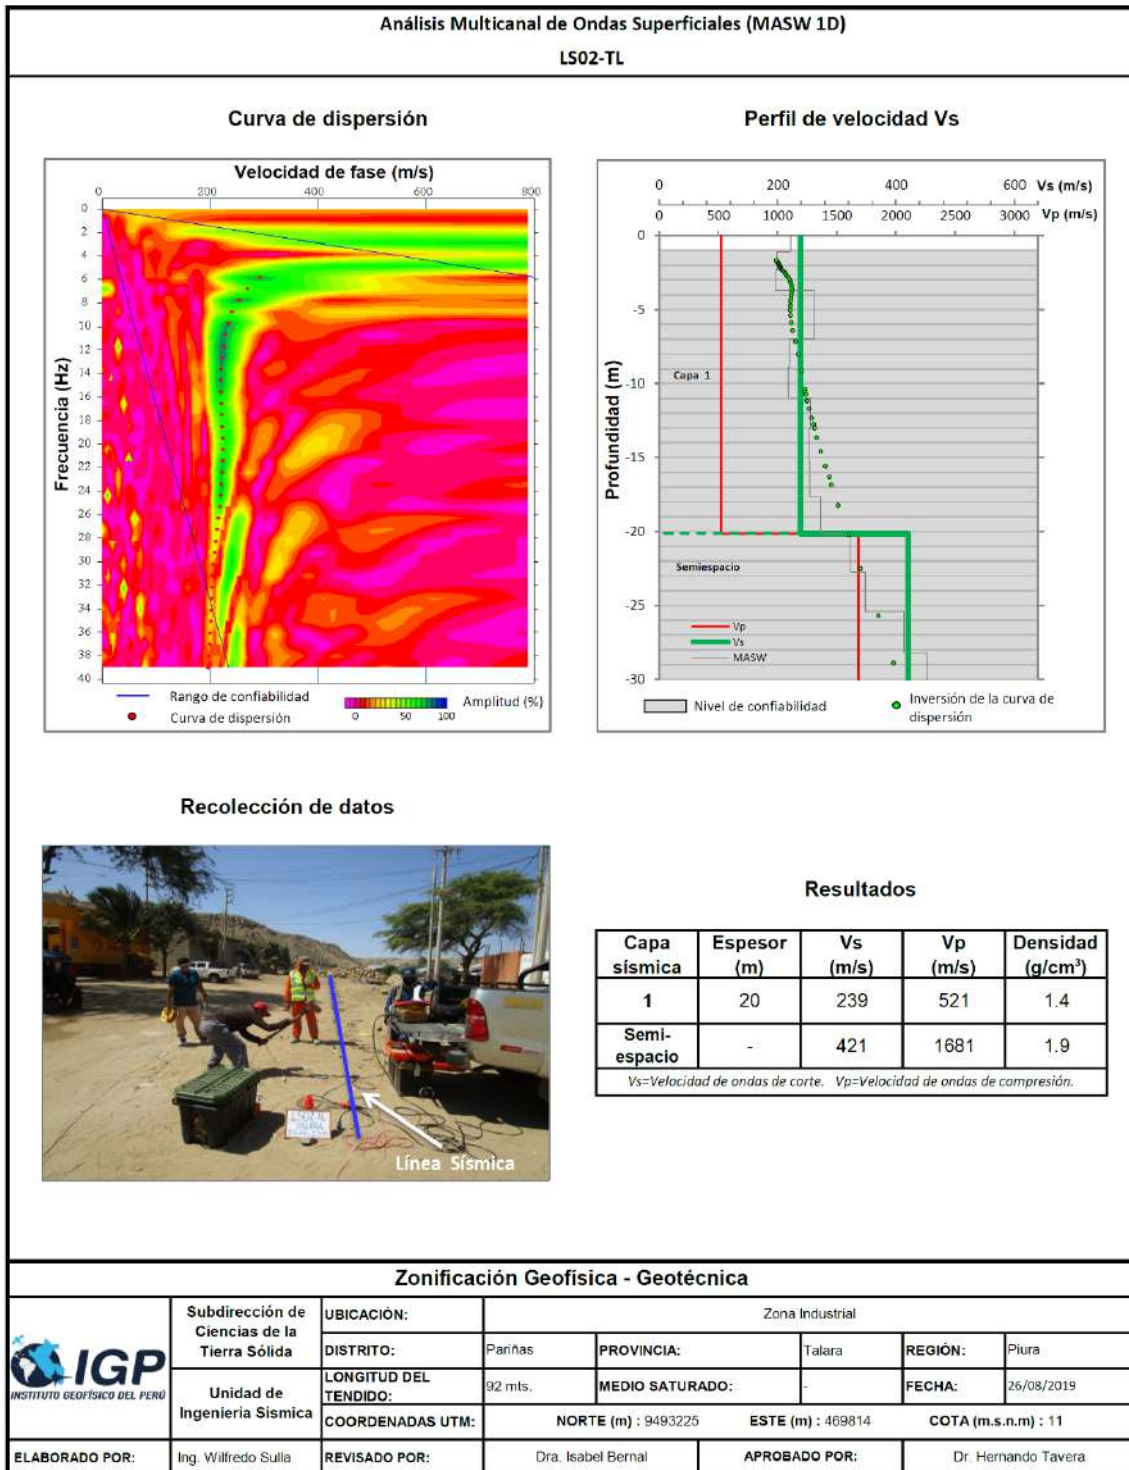 Análisis Multicanal de Ondas Superficiales (MASW 1D)
LS02-TL
Curva de dispersión
Velocidad de fase (m/s)
0 200 400 600 800
Frecuencia (Hz)
0
2
4
6
8
10
12
14
16
18
20
22
24
26
28
30
32
34
36
38
40
Rango de confiabilidad
Curva de dispersión
Amplitud (%)
0 50 100
Perfil de velocidad Vs
0 200 400 600 Vs (m/s)
0 500 1000 1500 2000 2500 3000 Vp (m/s)
Profundidad (m)
0
-5
-10
-15
-20
-25
-30
Capa 1
Semiespacio
Vp
Vs
MASW
Nivel de confiabilidad
Inversión de la curva de
dispersión
Recolección de datos
Línea Sísmica
Resultados
Capa sísmica Espesor (m) Vs (m/s) Vp (m/s) Densidad (g/cm³)
1 20 239 521 1.4
Semi-espacio - 421 1681 1.9
Vs=Velocidad de ondas de corte. Vp=Velocidad de ondas de compresión.
Zonificación Geofísica - Geotécnica
IGP
INSTITUTO GEOFÍSICO DEL PERÚ
Subdirección de
Ciencias de la
Tierra Sólida
Unidad de
Ingenieria Sismica
UBICACIÓN: Zona Industrial
DISTRITO: Pariñas PROVINCIA: Talara REGIÓN: Piura
LONGITUD DEL TENDIDO: 92 mts. MEDIO SATURADO: - FECHA: 26/08/2019
COORDENADAS UTM: NORTE (m) : 9493225 ESTE (m) : 469814 COTA (m.s.n.m) : 11
ELABORADO POR: Ing. Wilfredo Sulla REVISADO POR: Dra. Isabel Bernal APROBADO POR: Dr. Hernando Tavera